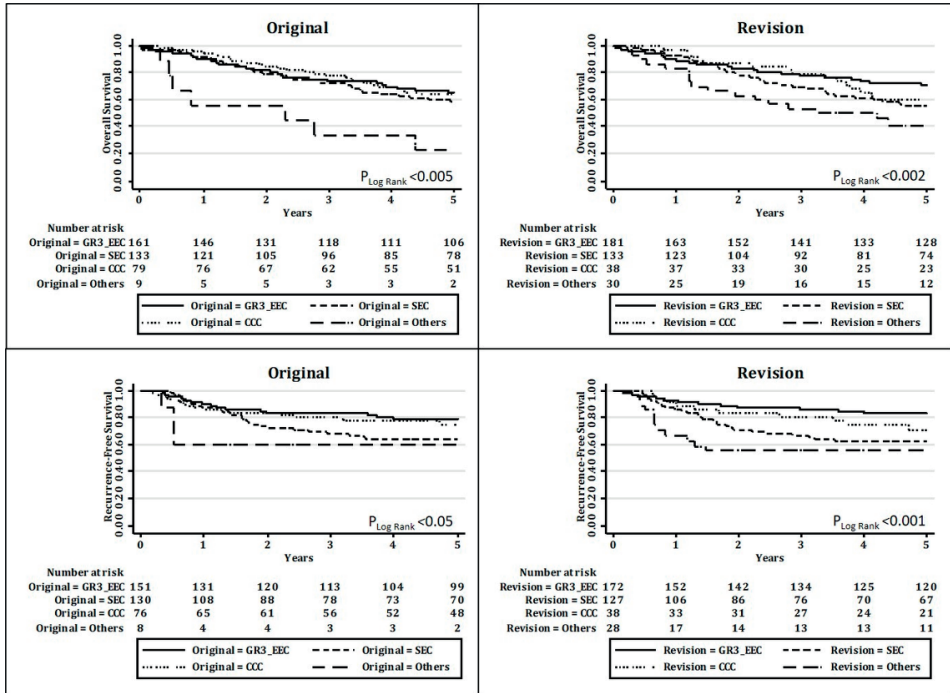 Original
Overall Survival
0.00 0.20 0.40 0.60 0.80 1.00
P Log Rank <0.005
0 1 2 3 4 5
Years
Number at risk
Original = GR3_EEC 161 146 131 118 111 106
Original = SEC 133 121 105 96 85 78
Original = CCC 79 76 67 62 55 51
Original = Others 9 5 5 3 3 2
Original = GR3_EEC Original = SEC
Original = CCC Original = Others
Revision
Overall Survival
0.00 0.20 0.40 0.60 0.80 1.00
P Log Rank <0.002
0 1 2 3 4 5
Years
Number at risk
Revision = GR3_EEC 181 163 152 141 133 128
Revision = SEC 133 123 104 92 81 74
Revision = CCC 38 37 33 30 25 23
Revision = Others 30 25 19 16 15 12
Revision = GR3_EEC Revision = SEC
Revision = CCC Revision = Others
Original
Recurrence-Free Survival
0.00 0.20 0.40 0.60 0.80 1.00
P Log Rank <0.05
0 1 2 3 4 5
Years
Number at risk
Original = GR3_EEC 151 131 120 113 104 99
Original = SEC 130 108 88 78 73 70
Original = CCC 76 65 61 56 52 48
Original = Others 8 4 4 3 3 2
Original = GR3_EEC Original = SEC
Original = CCC Original = Others
Revision
Recurrence-Free Survival
0.00 0.20 0.40 0.60 0.80 1.00
P Log Rank <0.001
0 1 2 3 4 5
Years
Number at risk
Revision = GR3_EEC 172 152 142 134 125 120
Revision = SEC 127 106 86 76 70 67
Revision = CCC 38 33 31 27 24 21
Revision = Others 28 17 14 13 13 11
Revision = GR3_EEC Revision = SEC
Revision = CCC Revision = Others